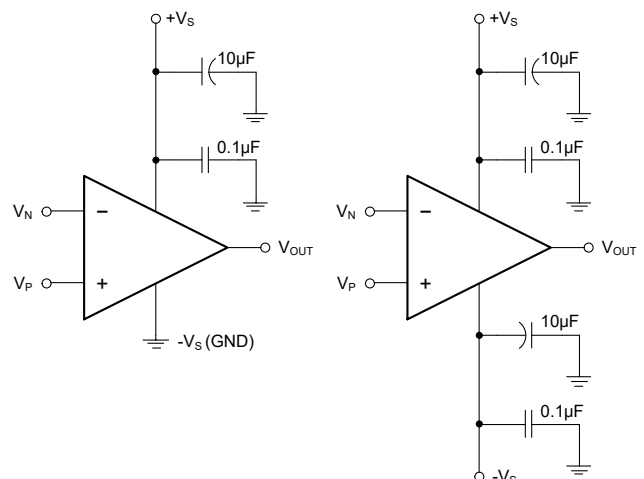 +VS
10µF
0.1µF
VN
−
VP
+
VOUT
-VS (GND)
+VS
10µF
0.1µF
VN
−
VP
+
VOUT
10µF
0.1µF
-VS